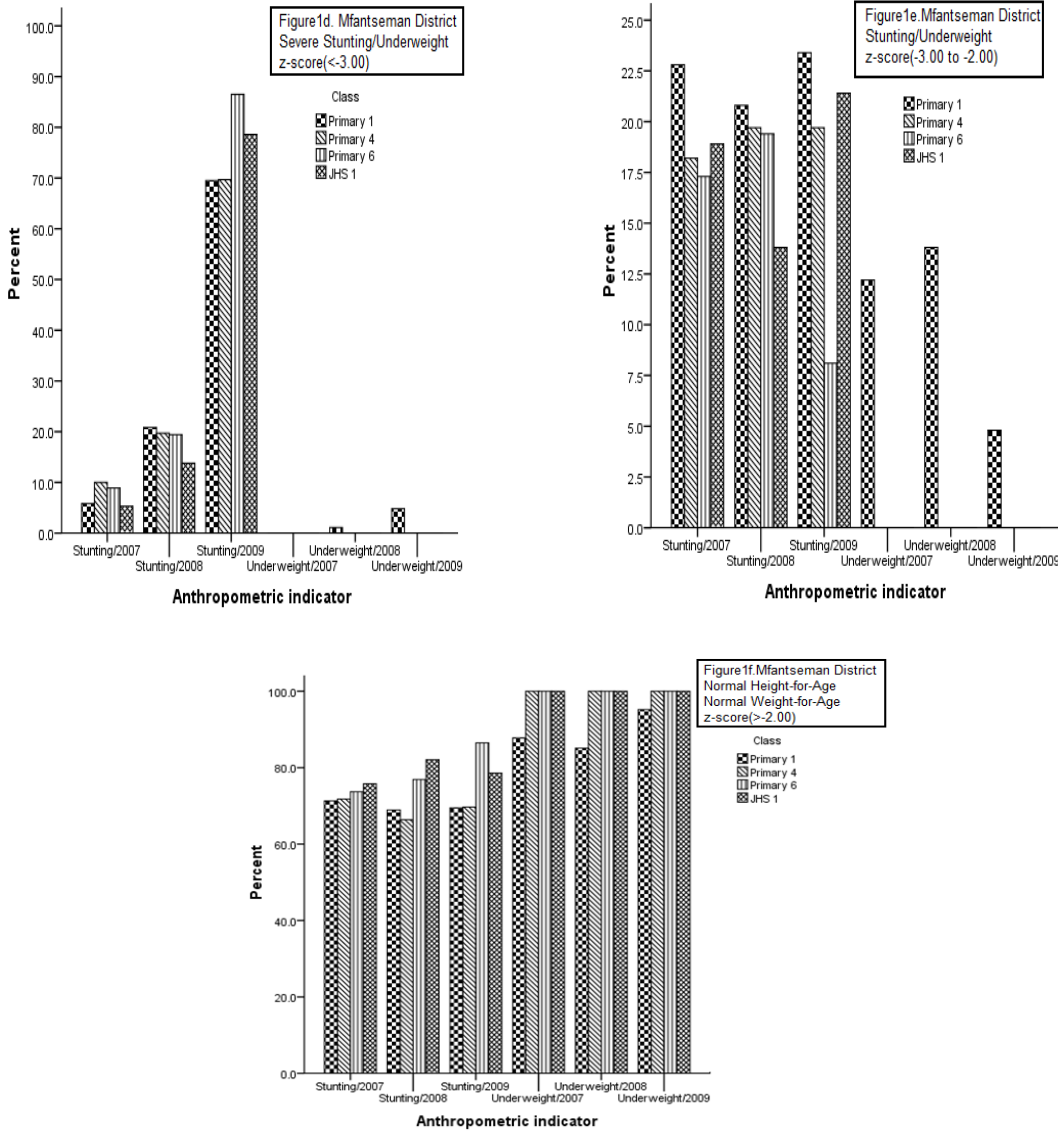 Figure1d. Mfantseman District
Severe Stunting/Underweight
z-score(<-3.00)
Class
Primary 1
Primary 4
Primary 6
JHS 1
100.0
90.0
80.0
70.0
60.0
50.0
40.0
30.0
20.0
10.0
0.0
Percent
Stunting/2007
Stunting/2008
Stunting/2009
Underweight/2007
Underweight/2008
Underweight/2009
Anthropometric indicator
Figure1e.Mfantseman District
Stunting/Underweight
z-score(-3.00 to -2.00)
Primary 1
Primary 4
Primary 6
JHS 1
25.0
22.5
20.0
17.5
15.0
12.5
10.0
7.5
5.0
2.5
0.0
Percent
Stunting/2007
Stunting/2008
Stunting/2009
Underweight/2007
Underweight/2008
Underweight/2009
Anthropometric indicator
Figure1f.Mfantseman District
Normal Height-for-Age
Normal Weight-for-Age
z-score(>-2.00)
Class
Primary 1
Primary 4
Primary 6
JHS 1
100.0
80.0
60.0
40.0
20.0
0.0
Percent
Stunting/2007
Stunting/2008
Stunting/2009
Underweight/2007
Underweight/2008
Underweight/2009
Anthropometric indicator